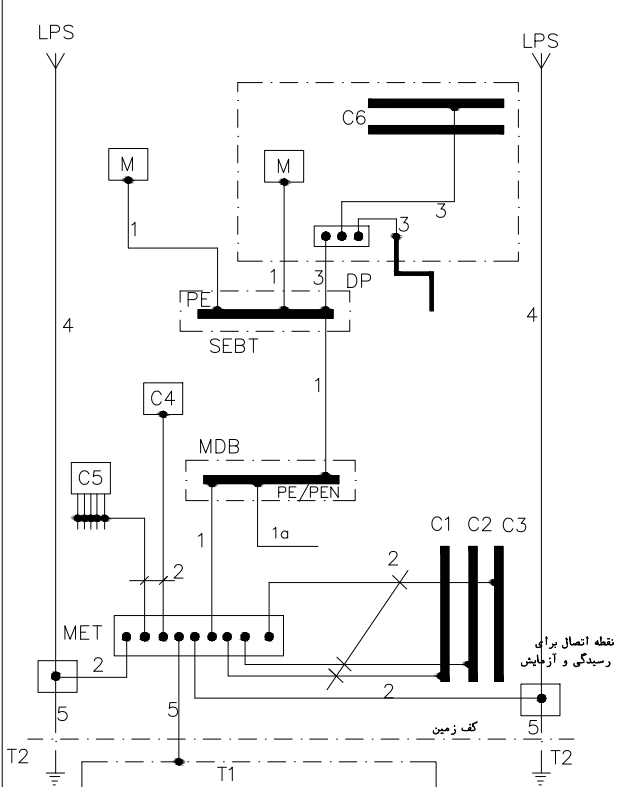 LPS
LPS
C6
M
M
3
3
1
1
3
DP
PE
4
4
SEBT
1
C4
MDB
C5
PE/PEN
1
1a
C1 C2 C3
2
2
MET
نقطه اتصال برای
رسیدگی و آزمایش
2
2
5
5
5
کف زمین
T2
T2
T1